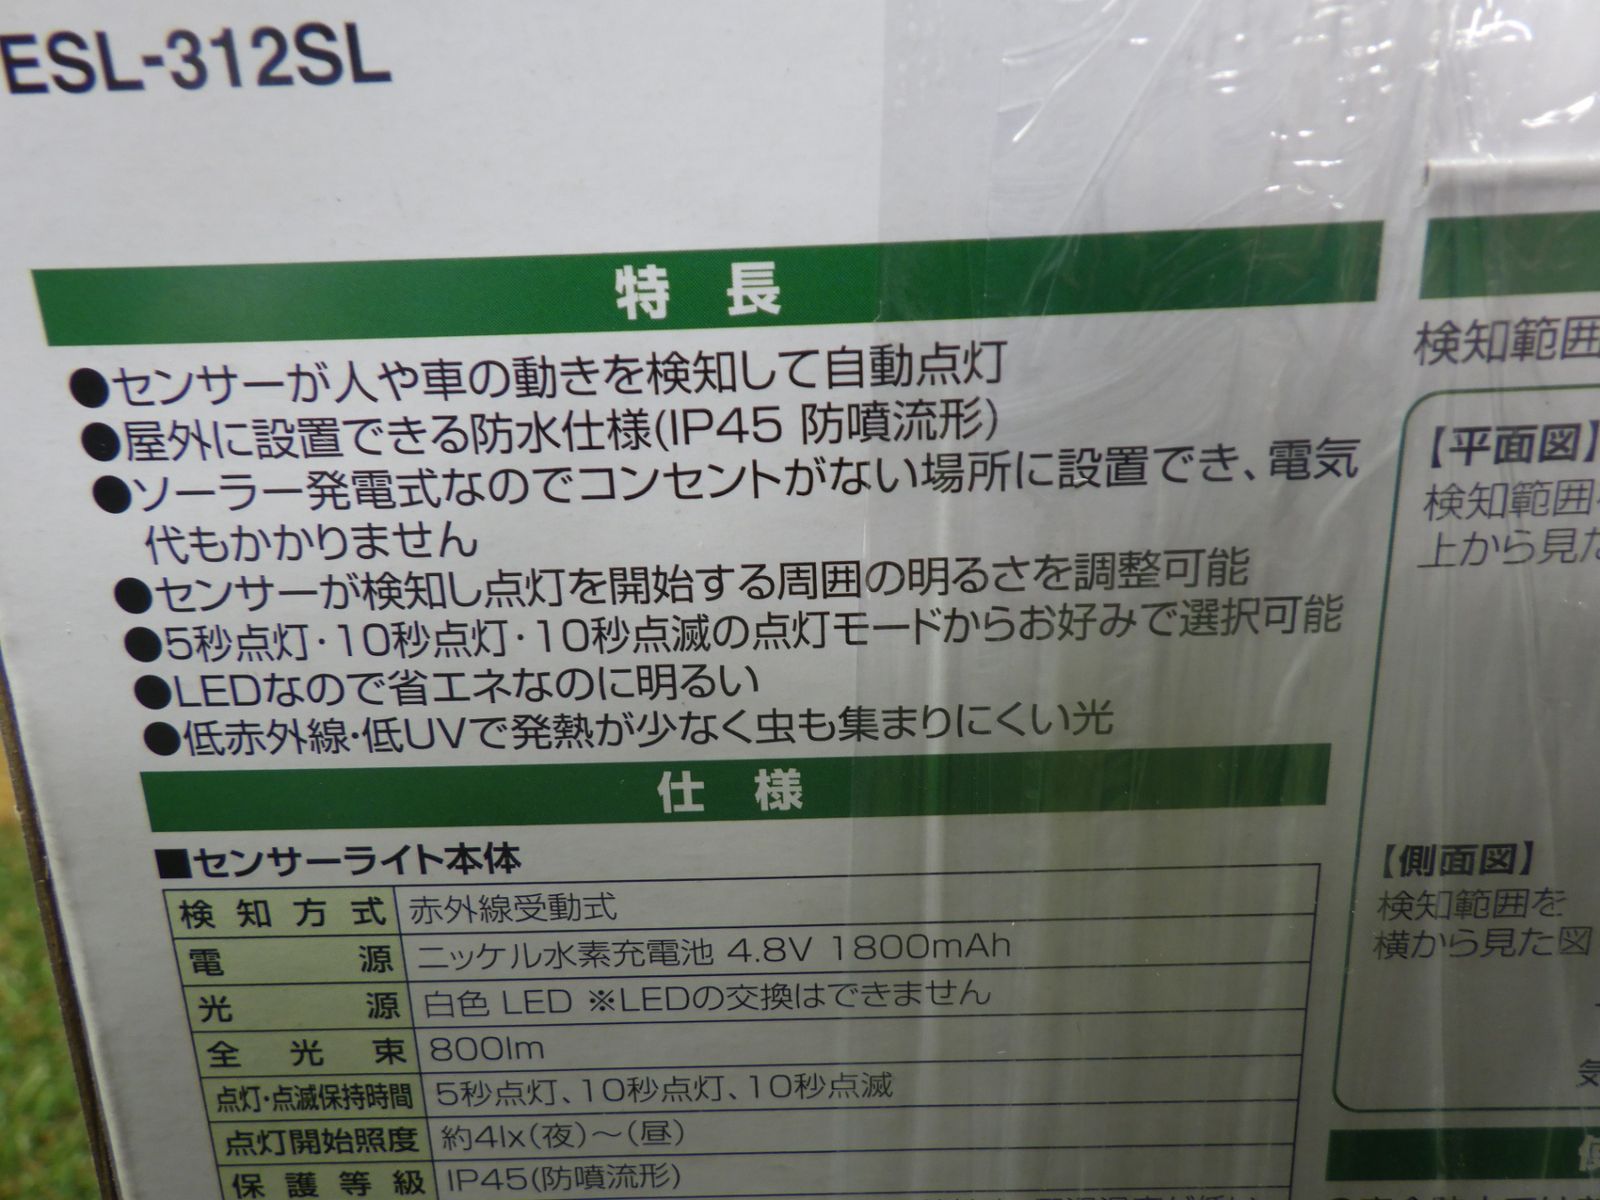 ESL-312SL
特長
●センサーが人や車の動きを検知して自動点灯
●屋外に設置できる防水仕様(IP45 防噴流形)
●ソーラー発電式なのでコンセントがない場所に設置でき、電気
代もかかりません
●センサーが検知し点灯を開始する周囲の明るさを調整可能
●5秒点灯・10秒点灯・10秒点滅の点灯モードからお好みで選択可能
●LEDなので省エネなのに明るい
●低赤外線・低UVで発熱が少なく虫も集まりにくい光
仕様
■センサーライト本体
検知方式 赤外線受動式
電源 ニッケル水素充電池 4.8V 1800mAh
光源 白色 LED ※LEDの交換はできません
全光束 800lm
点灯・点滅保持時間 5秒点灯、10秒点灯、10秒点滅
点灯開始照度 約4lx(夜)〜(昼)
保護等級 IP45(防噴流形)
検知範囲
【平面図】
検知範囲
上から見た
【側面図】
検知範囲を
横から見た図